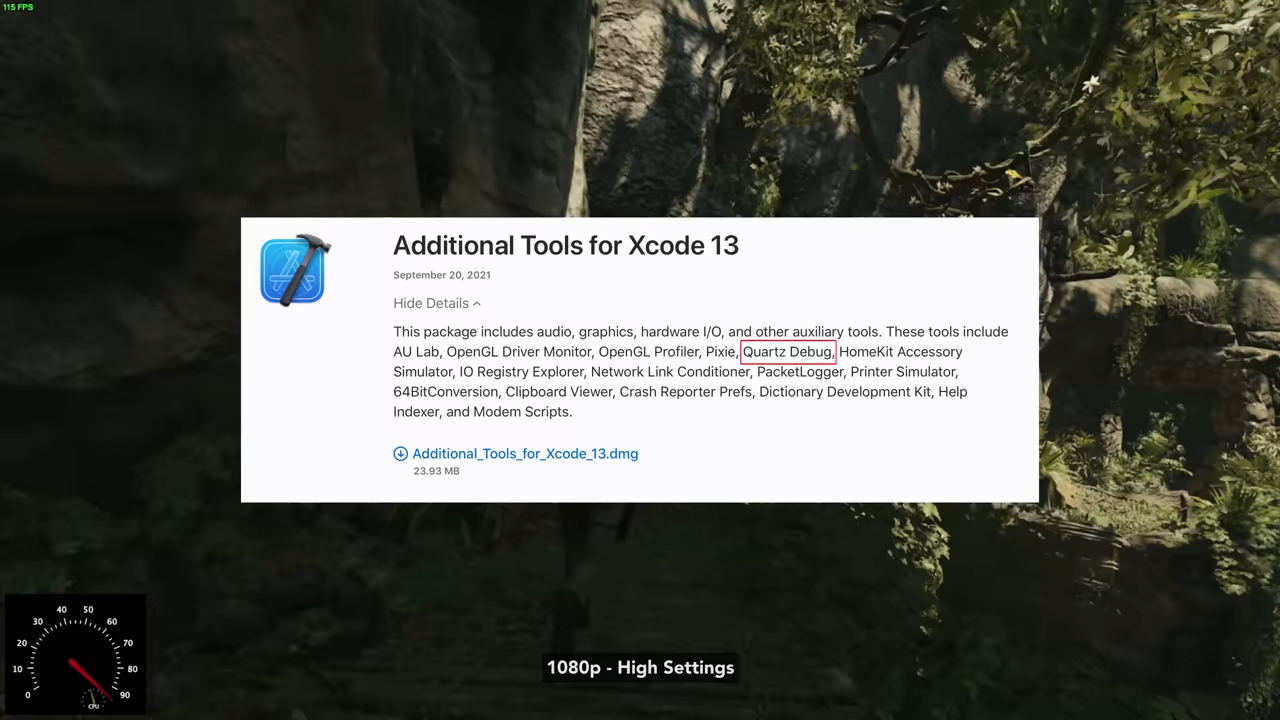 115 FPS
Additional Tools for Xcode 13
September 20, 2021
Hide Details
This package includes audio, graphics, hardware I/O, and other auxiliary tools. These tools include
AU Lab, OpenGL Driver Monitor, OpenGL Profiler, Pixie, Quartz Debug, HomeKit Accessory
Simulator, IO Registry Explorer, Network Link Conditioner, PacketLogger, Printer Simulator,
64BitConversion, Clipboard Viewer, Crash Reporter Prefs, Dictionary Development Kit, Help
Indexer, and Modem Scripts.
Additional_Tools_for_Xcode_13.dmg
23.93 MB
40 50
30 60
20 70
10 80
0 90
CPU
1080p - High Settings